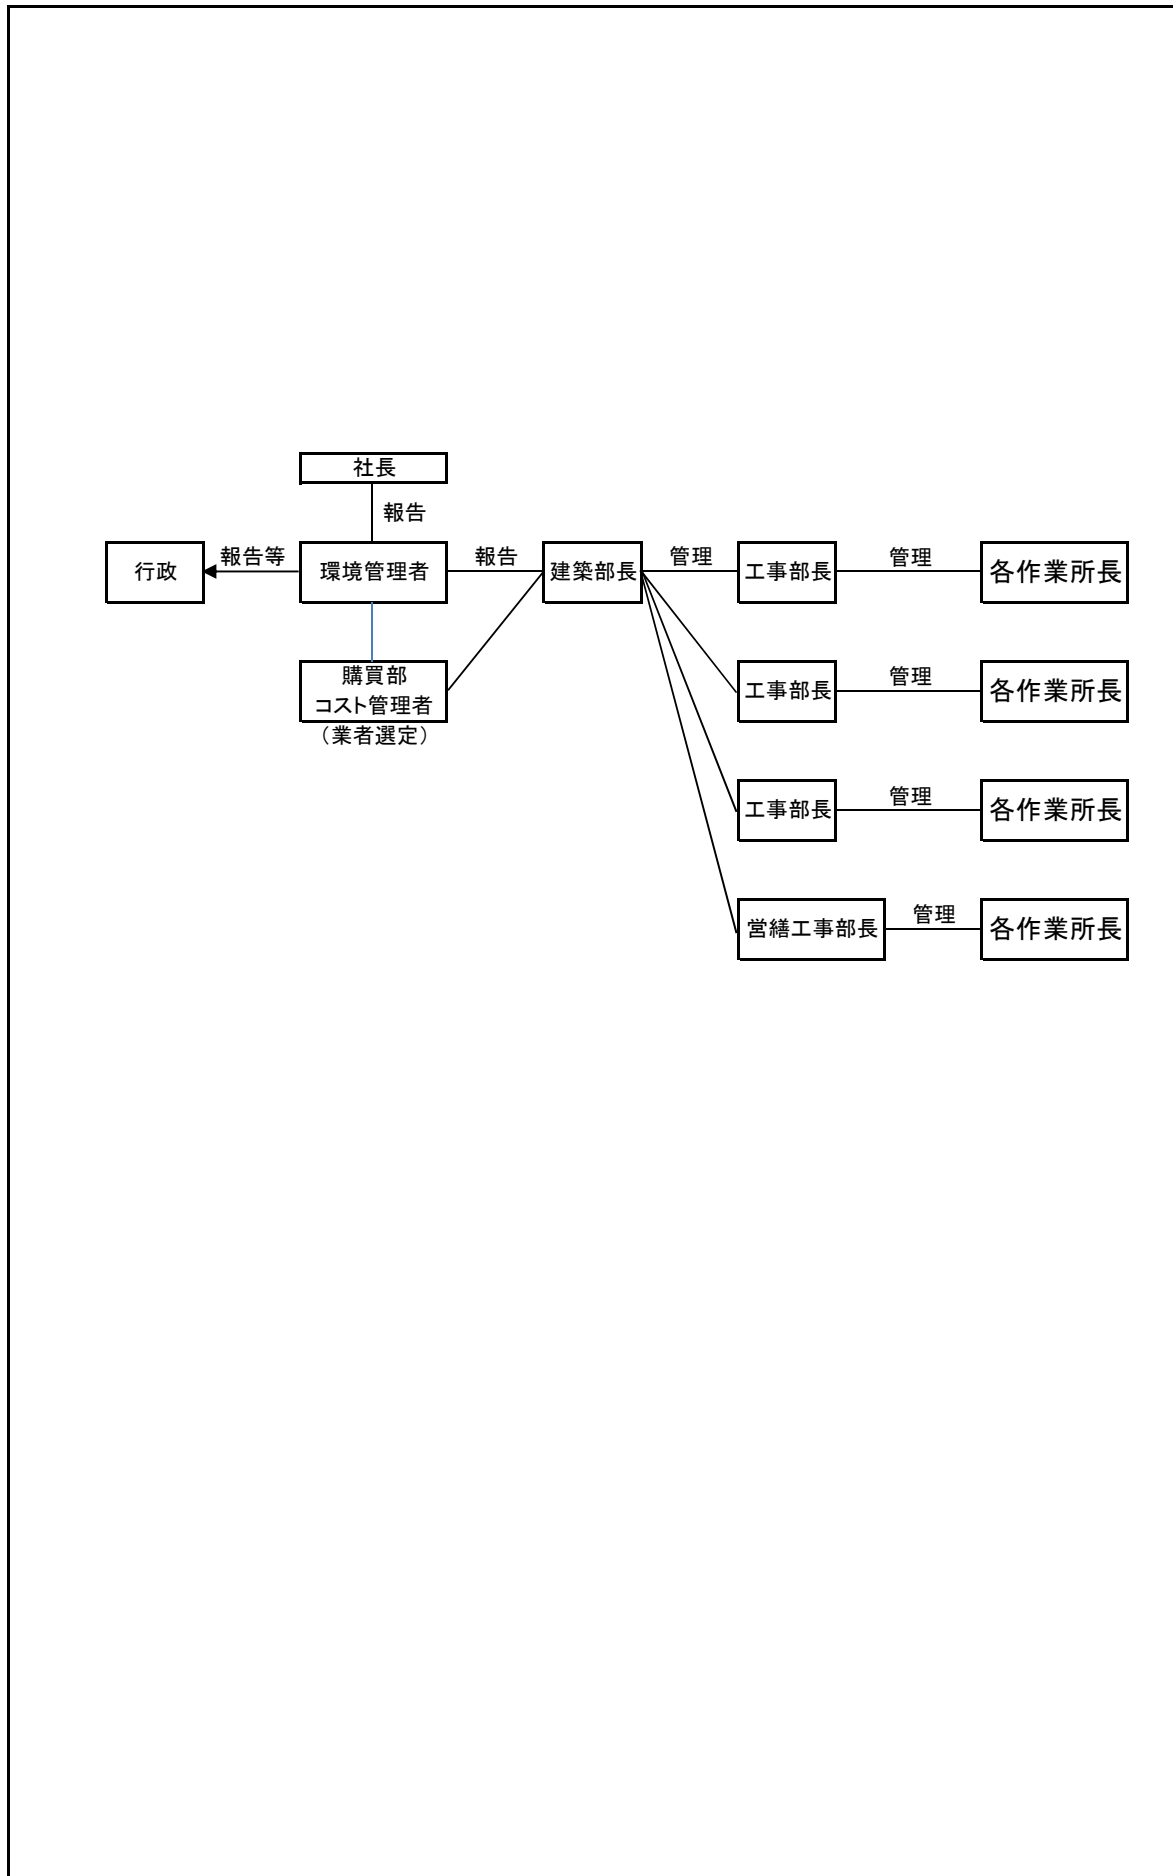 社長
報告
行政
報告等
環境管理者
報告
建築部長
管理
工事部長
管理
各作業所長
購買部
コスト管理者
（業者選定）
工事部長
管理
各作業所長
工事部長
管理
各作業所長
営繕工事部長
管理
各作業所長